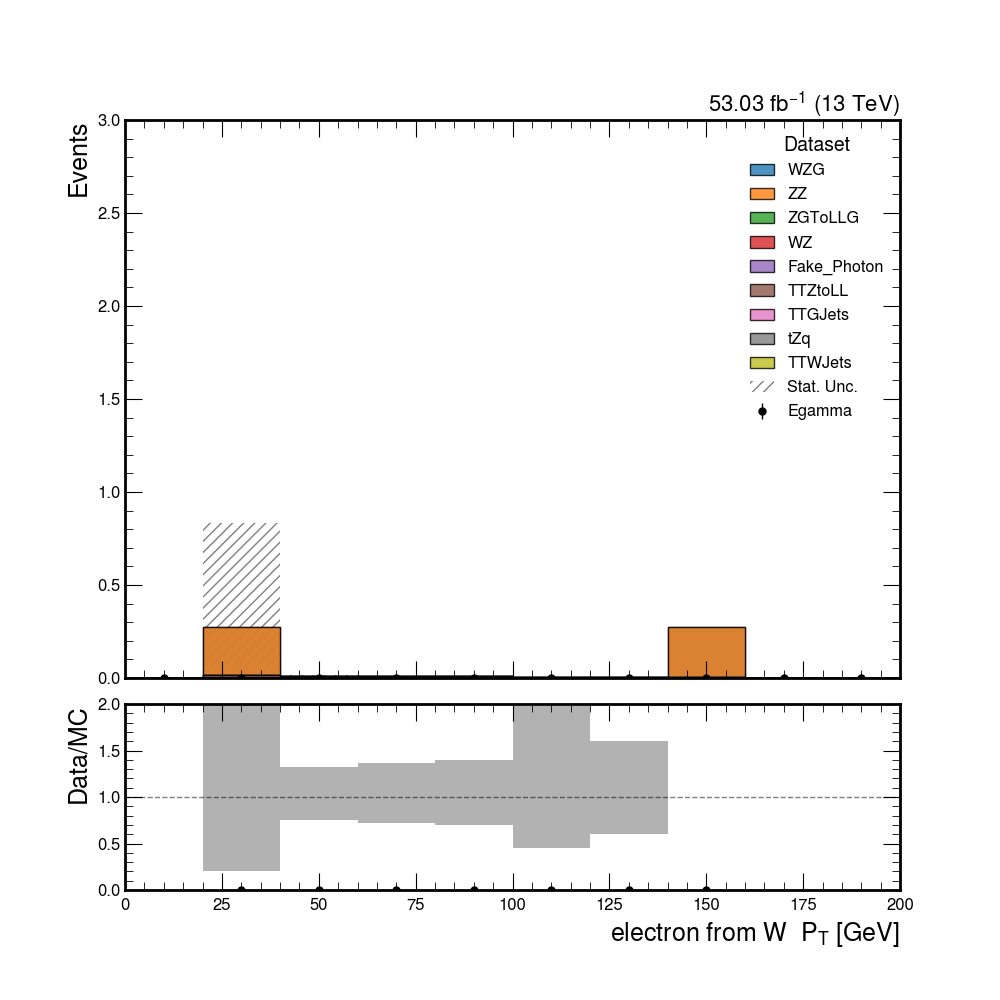 53.03 fb⁻¹ (13 TeV)
Events
3.0
2.5
2.0
1.5
1.0
0.5
0.0
Dataset
WZG
ZZ
ZGToLLG
WZ
Fake_Photon
TTZtoLL
TTGJets
tZq
TTWJets
Stat. Unc.
Egamma
Data/MC
2.0
1.5
1.0
0.5
0.0
0 25 50 75 100 125 150 175 200
electron from W P_T [GeV]